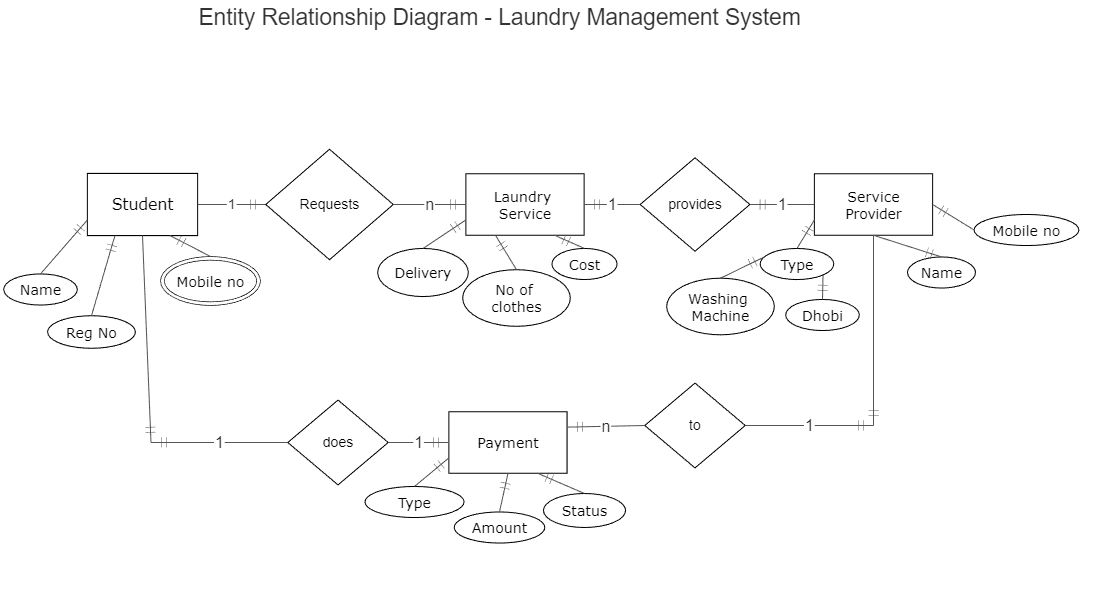 Entity Relationship Diagram - Laundry Management System
Student
1
Requests
n
Laundry
Service
1
provides
1
Service
Provider
Mobile no
Name
Reg No
Mobile no
Delivery
No of
clothes
Cost
Type
Washing
Machine
Dhobi
Name
1
does
1
Payment
n
to
1
Type
Amount
Status